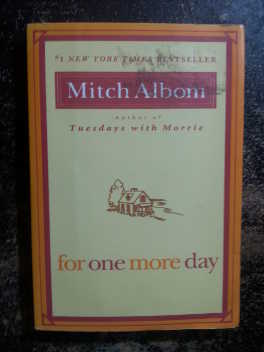 #1 NEW YORK TIMES BESTSELLER
Mitch Albom
Author of
Tuesdays with Morrie
for one more day